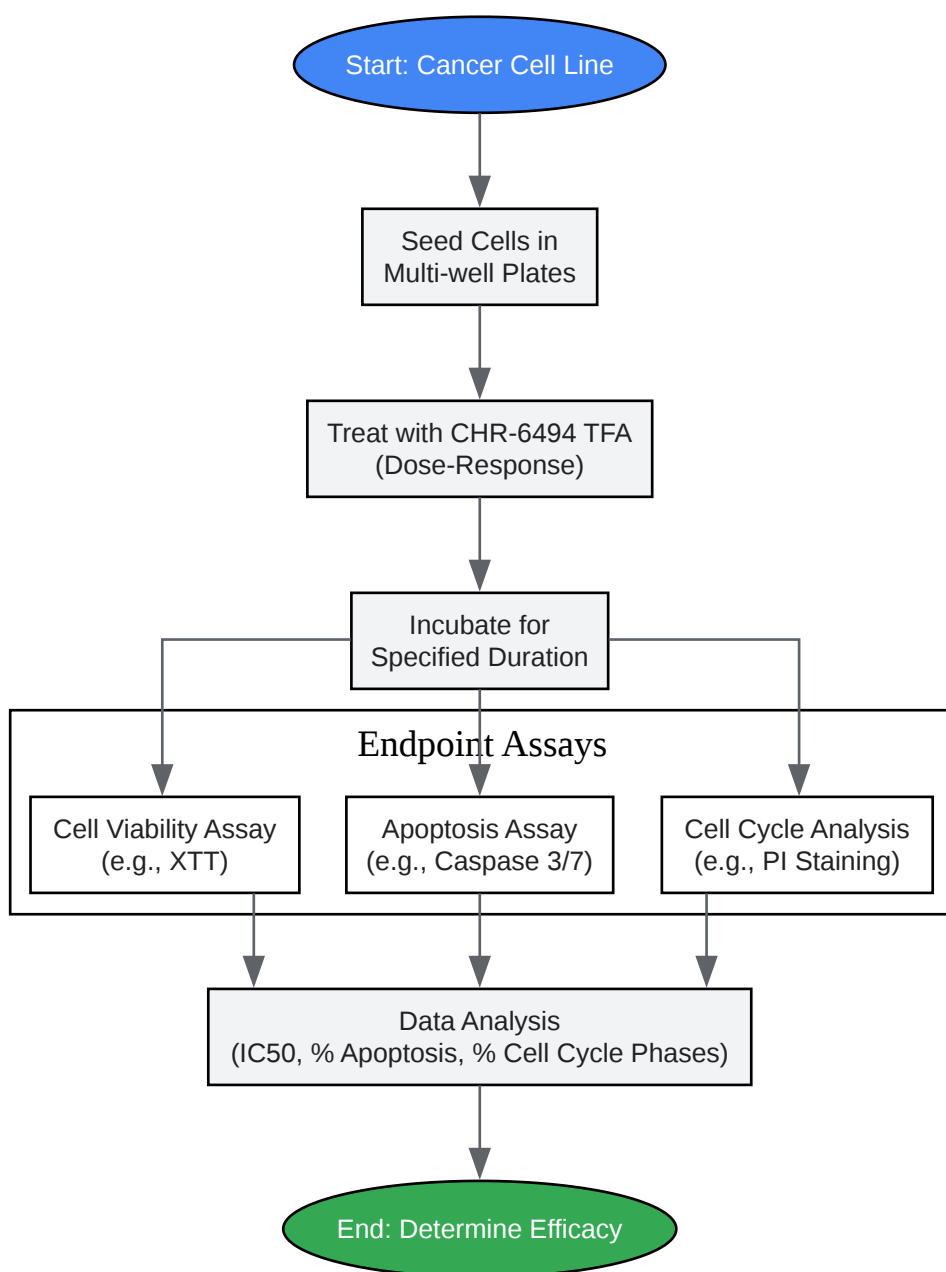 Start: Cancer Cell Line
Seed Cells in
Multi-well Plates
Treat with CHR-6494 TFA
(Dose-Response)
Incubate for
Specified Duration
Endpoint Assays
Cell Viability Assay
(e.g., XTT)
Apoptosis Assay
(e.g., Caspase 3/7)
Cell Cycle Analysis
(e.g., PI Staining)
Data Analysis
(IC50, % Apoptosis, % Cell Cycle Phases)
End: Determine Efficacy